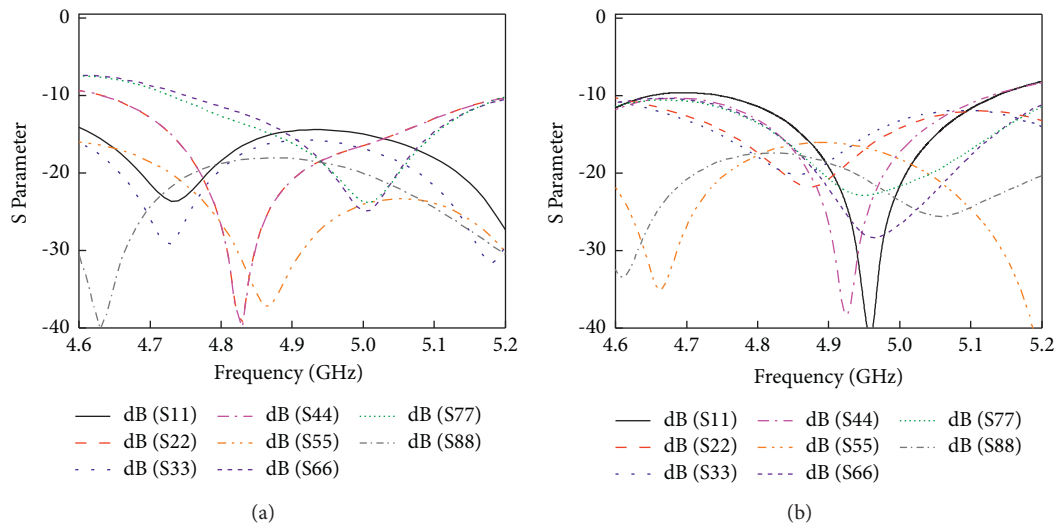 0
-10
-20
-30
-40
S Parameter
4.6 4.7 4.8 4.9 5.0 5.1 5.2
Frequency (GHz)
dB (S11) dB (S44) dB (S77)
dB (S22) dB (S55) dB (S88)
dB (S33) dB (S66)
(a)
0
-10
-20
-30
-40
S Parameter
4.6 4.7 4.8 4.9 5.0 5.1 5.2
Frequency (GHz)
dB (S11) dB (S44) dB (S77)
dB (S22) dB (S55) dB (S88)
dB (S33) dB (S66)
(b)